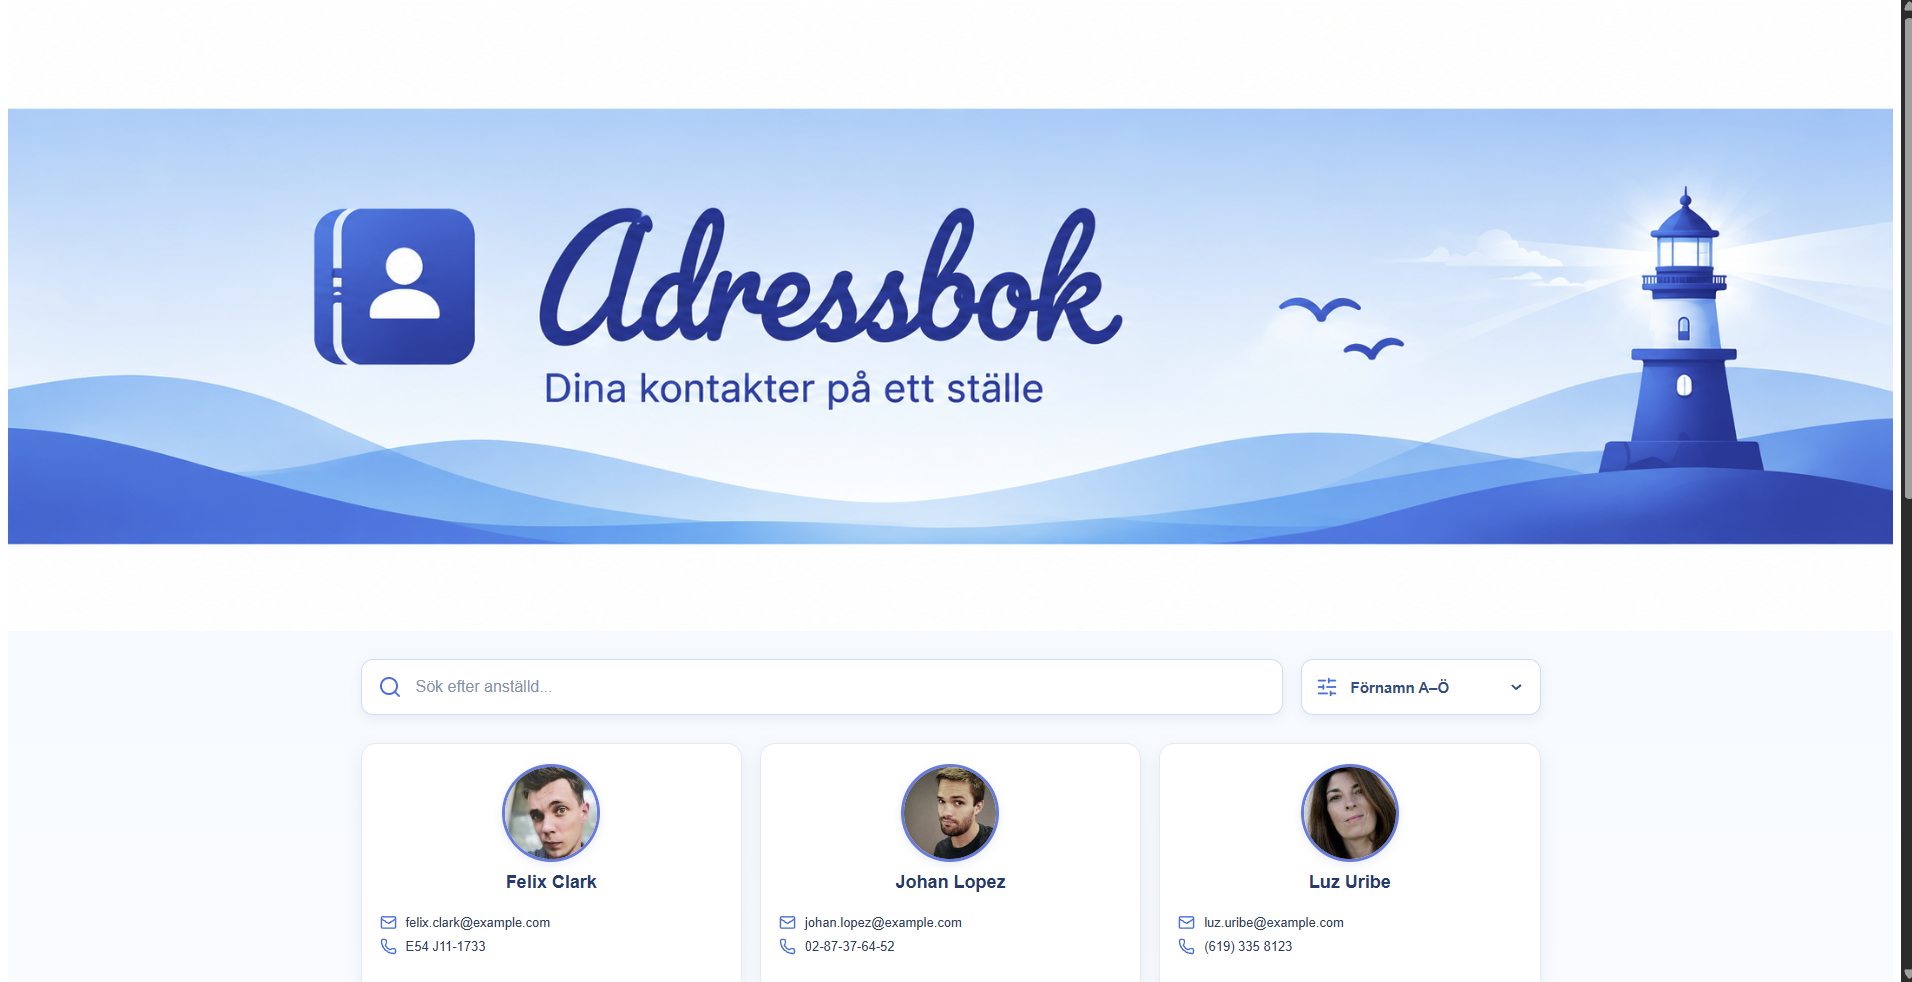 Adressbok
Dina kontakter på ett ställe
Sök efter anställd...
Förnamn A–Ö
Felix Clark
felix.clark@example.com
E54 J11-1733
Johan Lopez
johan.lopez@example.com
02-87-37-64-52
Luz Uribe
luz.uribe@example.com
(619) 335 8123